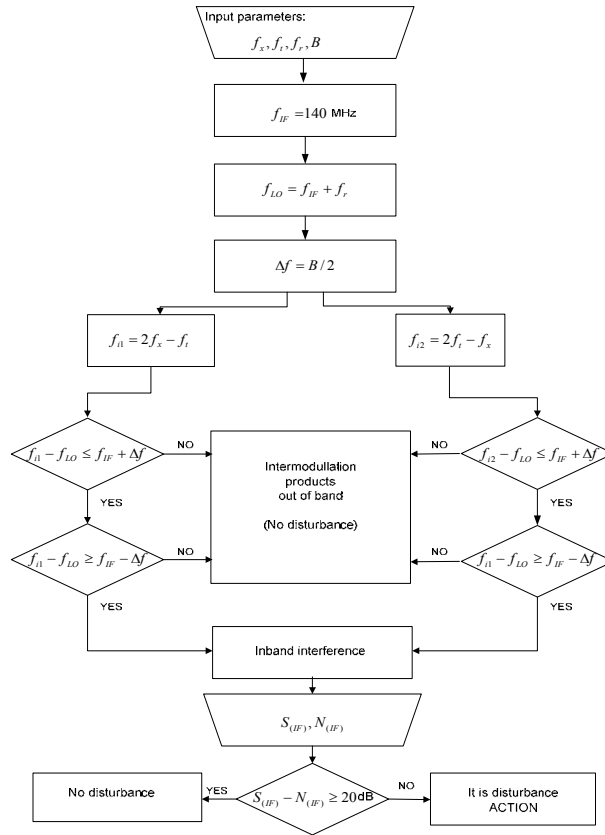 Input parameters:
f_x, f_t, f_r, B
f_IF = 140 MHz
f_LO = f_IF + f_r
Δf = B / 2
f_i1 = 2f_x − f_t
f_i2 = 2f_t − f_x
f_i1 − f_LO ≤ f_IF + Δf
NO
Intermodullation
products
out of band
(No disturbance)
NO
f_i2 − f_LO ≤ f_IF + Δf
YES
YES
f_i1 − f_LO ≥ f_IF − Δf
NO
NO
f_i1 − f_LO ≥ f_IF − Δf
YES
YES
Inband interference
S_(IF), N_(IF)
No disturbance
YES
S_(IF) − N_(IF) ≥ 20 dB
NO
It is disturbance
ACTION